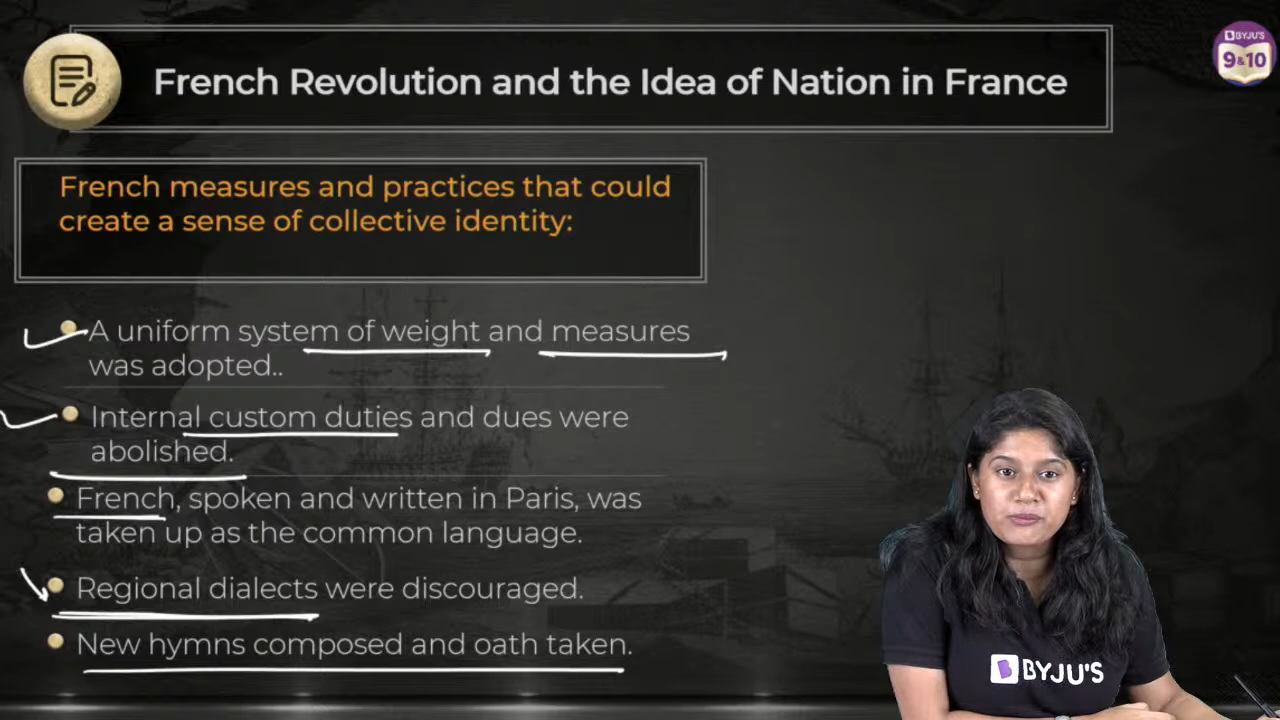 French Revolution and the Idea of Nation in France
BYJU'S
9&10
French measures and practices that could
create a sense of collective identity:
A uniform system of weight and measures
was adopted..
Internal custom duties and dues were
abolished.
French, spoken and written in Paris, was
taken up as the common language.
Regional dialects were discouraged.
New hymns composed and oath taken.
BYJU'S